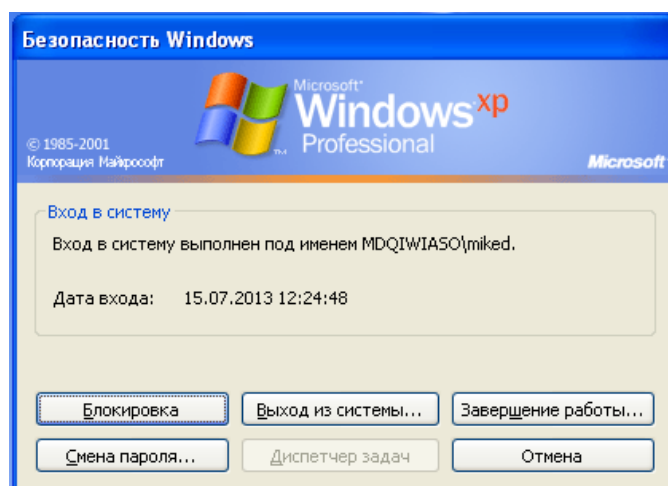 Безопасность Windows
Microsoft®
Windows xp
Professional
© 1985-2001
Корпорация Майкрософт
Microsoft
Вход в систему
Вход в систему выполнен под именем MDQIWIASO\miked.
Дата входа: 15.07.2013 12:24:48
Блокировка Выход из системы... Завершение работы...
Смена пароля... Диспетчер задач Отмена